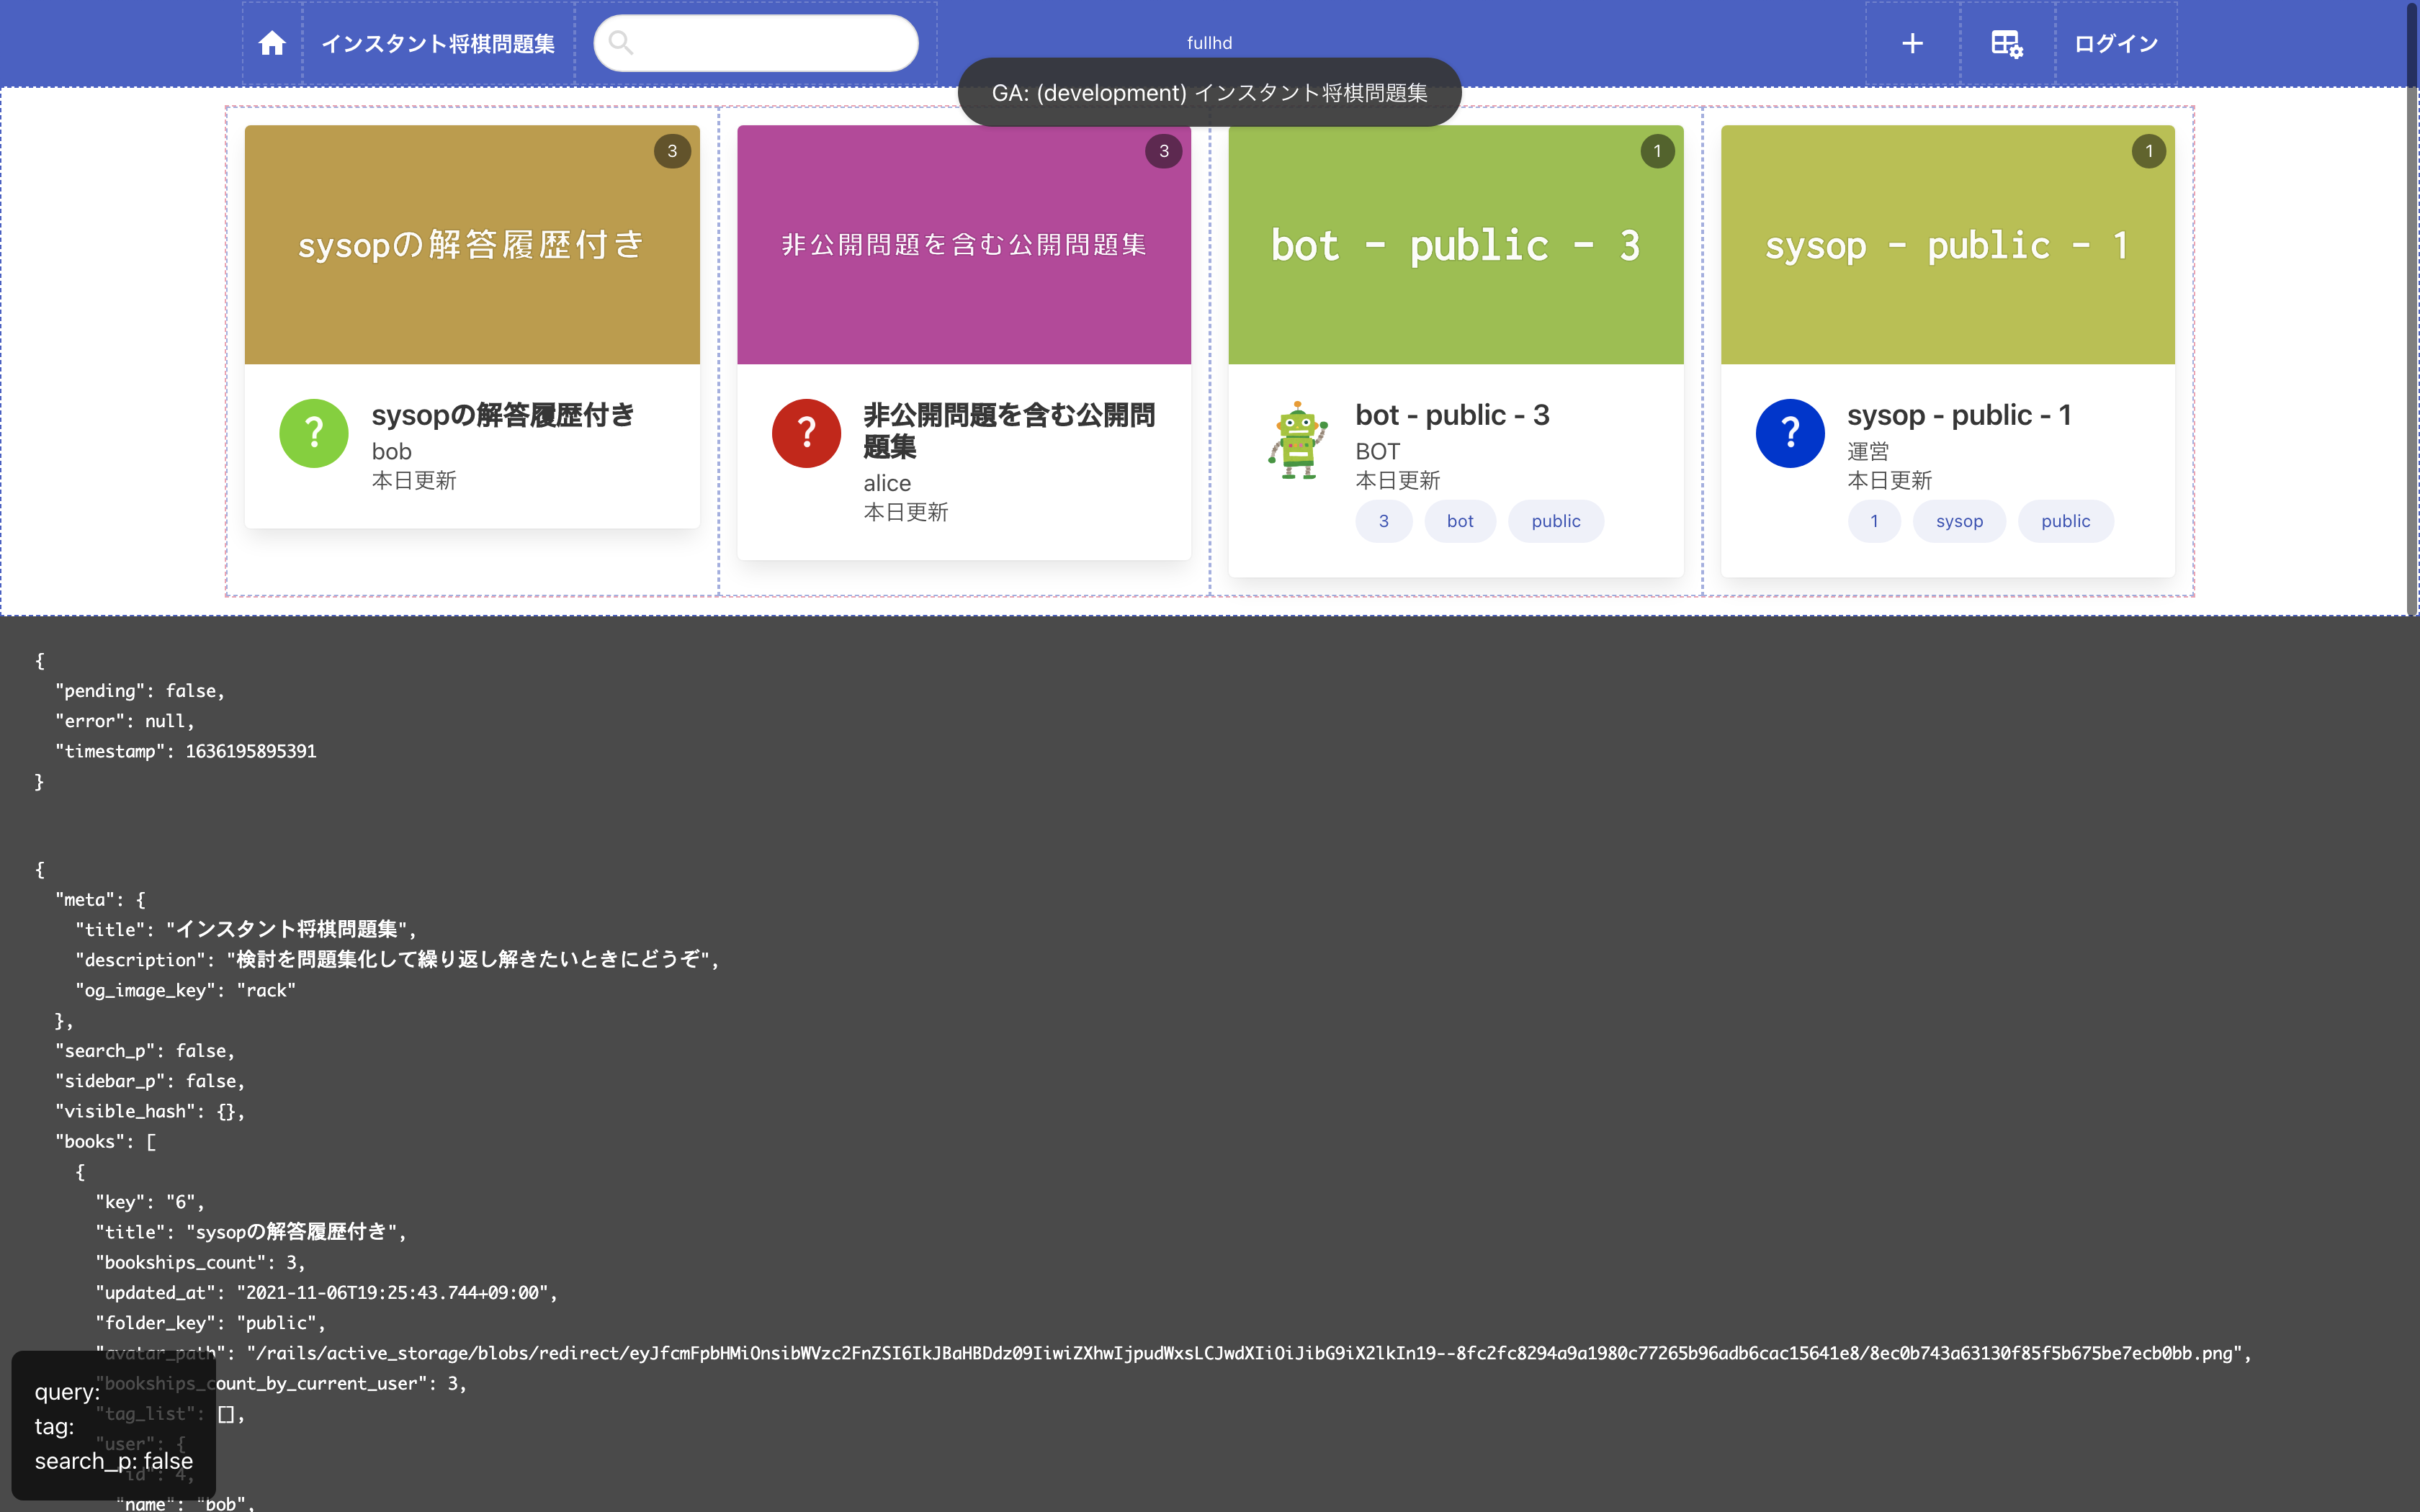 インスタント将棋問題集
fullhd
ログイン
GA: (development) インスタント将棋問題集
3
sysopの解答履歴付き
?
sysopの解答履歴付き
bob
本日更新
3
非公開問題を含む公開問題集
?
非公開問題を含む公開問
題集
alice
本日更新
1
bot - public - 3
bot - public - 3
BOT
本日更新
3 bot public
1
sysop - public - 1
?
sysop - public - 1
運営
本日更新
1 sysop public
{
"pending": false,
"error": null,
"timestamp": 1636195895391
}
{
"meta": {
"title": "インスタント将棋問題集",
"description": "検討を問題集化して繰り返し解きたいときにどうぞ",
"og_image_key": "rack"
},
"search_p": false,
"sidebar_p": false,
"visible_hash": {},
"books": [
{
"key": "6",
"title": "sysopの解答履歴付き",
"bookships_count": 3,
"updated_at": "2021-11-06T19:25:43.744+09:00",
"folder_key": "public",
"avatar_path": "/rails/active_storage/blobs/redirect/eyJfcmFpbHMiOnsibWVzc2FnZSI6IkJBaHBDdz09IiwiZXhwIjpudWxsLCJwdXIiOiJibG9iX2lkIn19--8fc2fc8294a9a1980c77265b96adb6cac15641e8/8ec0b743a63130f85f5b675be7ecb0bb.png",
"bookships_count_by_current_user": 3,
"tag_list": [],
"user": {
"id": 4,
"name": "bob",
query:
tag:
search_p: false